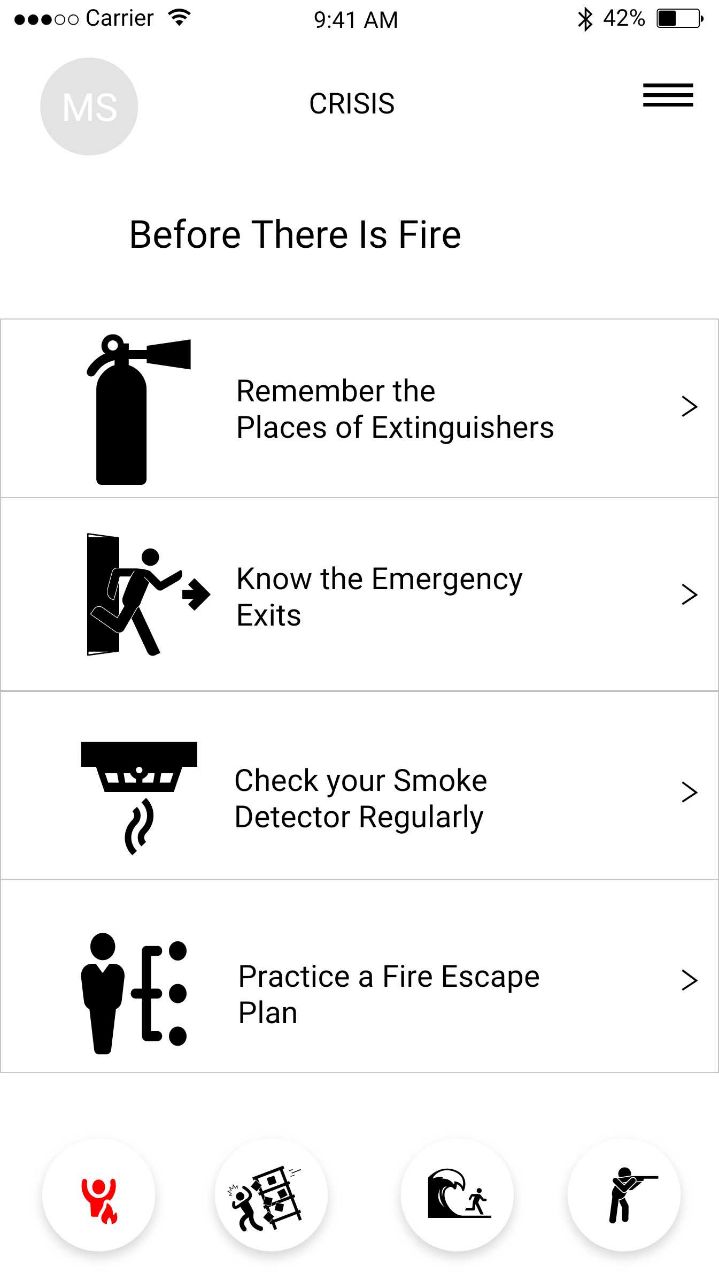 Carrier 9:41 AM 42%
MS CRISIS
Before There Is Fire
Remember the
Places of Extinguishers
Know the Emergency
Exits
Check your Smoke
Detector Regularly
Practice a Fire Escape
Plan